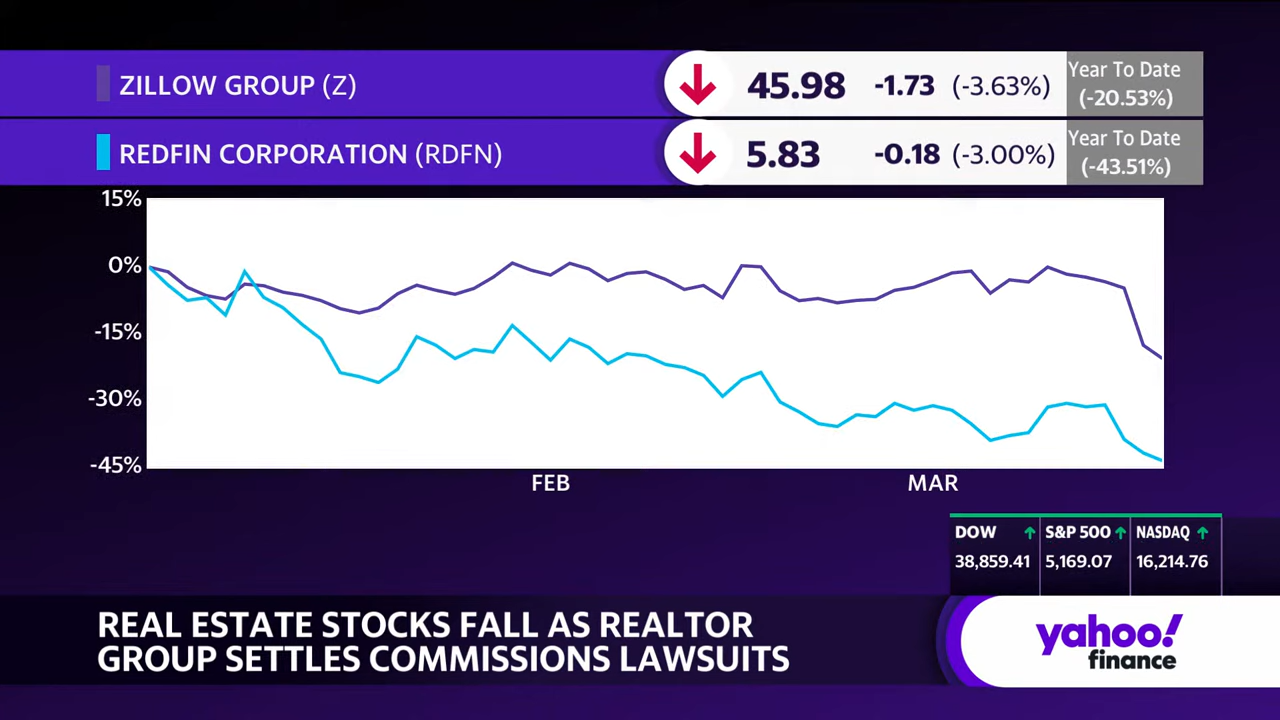 ZILLOW GROUP (Z) 45.98 -1.73 (-3.63%) Year To Date
(-20.53%)
REDFIN CORPORATION (RDFN) 5.83 -0.18 (-3.00%) Year To Date
(-43.51%)
15%
0%
-15%
-30%
-45%
FEB MAR
DOW S&P 500 NASDAQ
38,859.41 5,169.07 16,214.76
REAL ESTATE STOCKS FALL AS REALTOR
GROUP SETTLES COMMISSIONS LAWSUITS
yahoo!
finance